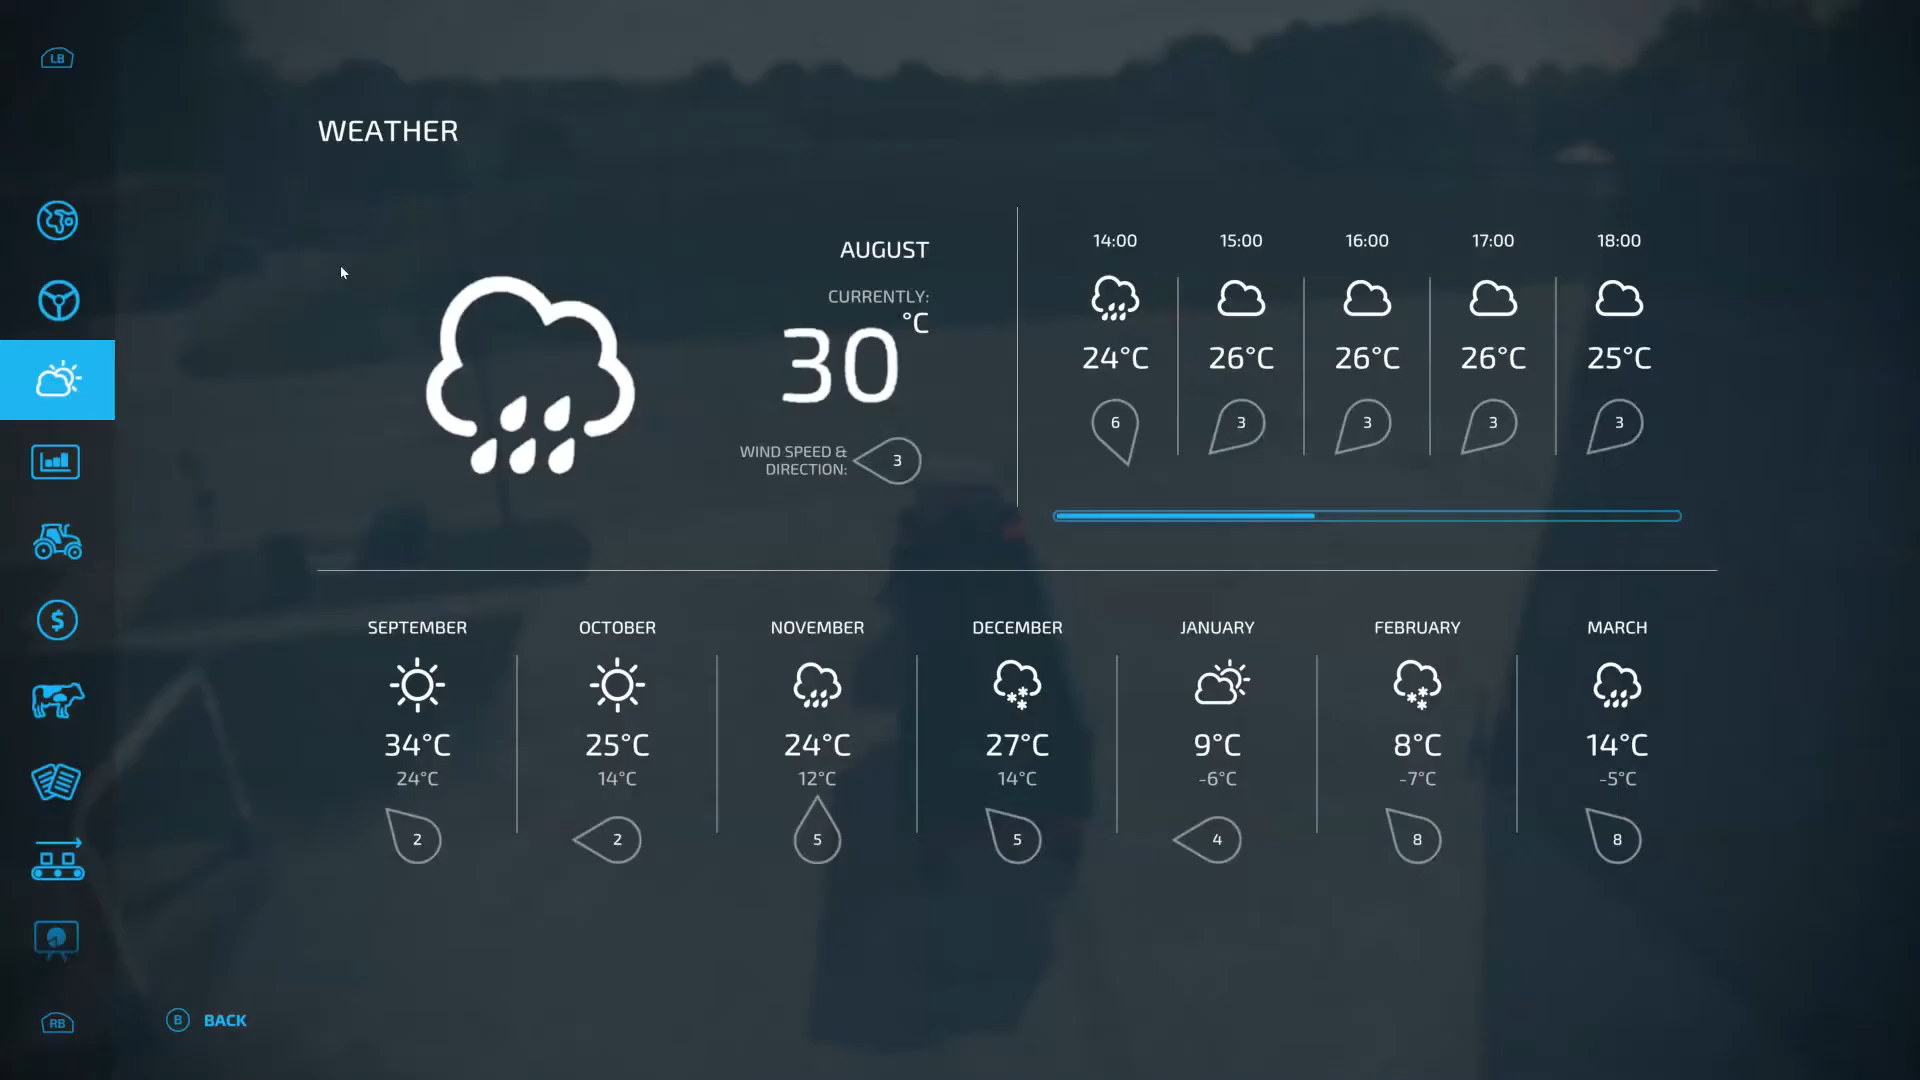 LB
WEATHER
AUGUST
CURRENTLY:
30°C
WIND SPEED &
DIRECTION:
3
14:00 15:00 16:00 17:00 18:00
24°C 26°C 26°C 26°C 25°C
6 3 3 3 3
SEPTEMBER OCTOBER NOVEMBER DECEMBER JANUARY FEBRUARY MARCH
34°C 25°C 24°C 27°C 9°C 8°C 14°C
24°C 14°C 12°C 14°C -6°C -7°C -5°C
2 2 5 5 4 8 8
$
RB
B BACK